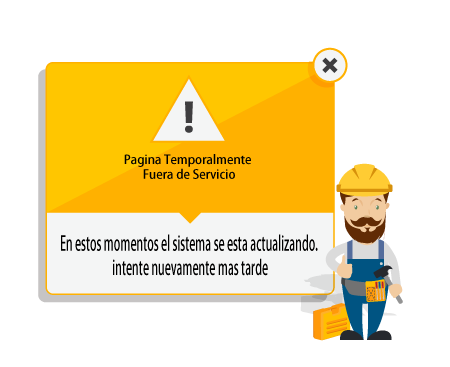 Pagina Temporalmente
Fuera de Servicio
En estos momentos el sistema se esta actualizando.
intente nuevamente mas tarde